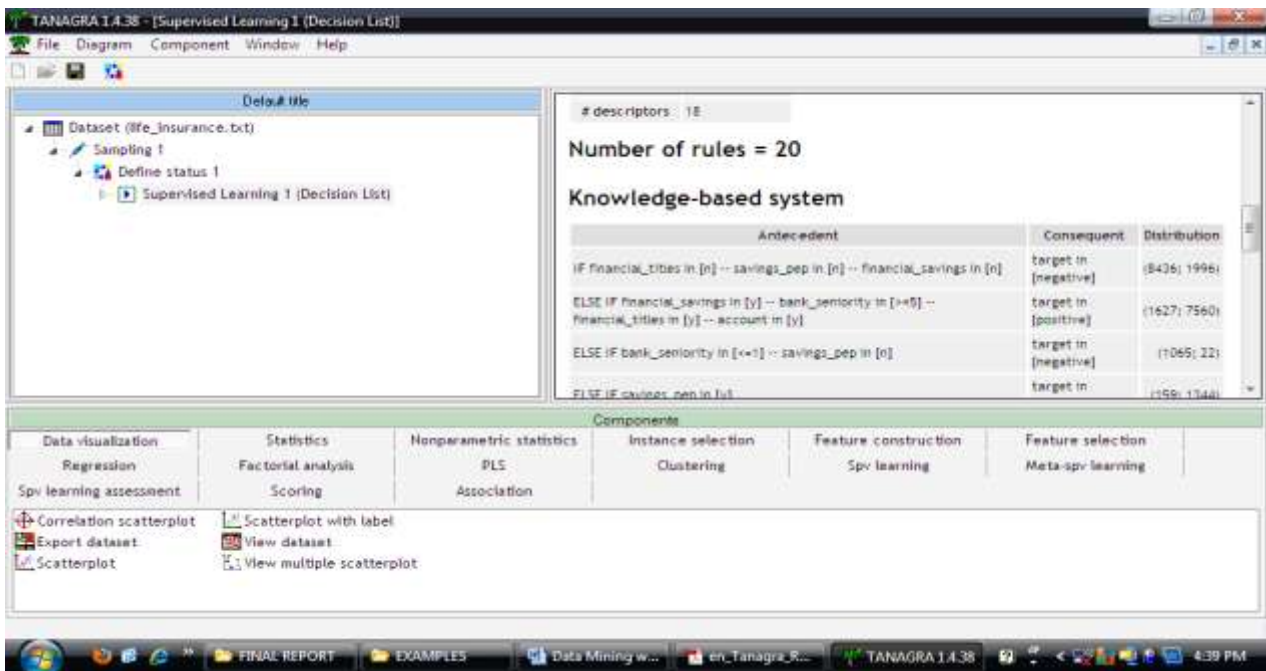 TANAGRA 1.4.38 - [Supervised Learning 1 (Decision List)]
File Diagram Component Window Help
Default title
Dataset (life_insurance.txt)
Sampling 1
Define status 1
Supervised Learning 1 (Decision List)
# descriptors 18
Number of rules = 20
Knowledge-based system
Antecedent Consequent Distribution
IF financial_titles in [n] -- savings_pep in [n] -- financial_savings in [n] target in [negative] (8436; 1996)
ELSE IF financial_savings in [y] -- bank_seniority in [>=5] --
financial_titles in [y] -- account in [y] target in [positive] (1627; 7560)
ELSE IF bank_seniority in [<=1] -- savings_pep in [n] target in [negative] (1065; 22)
ELSE IF savings_pep in [y] target in (159; 1344)
Components
Data visualization Statistics Nonparametric statistics Instance selection Feature construction Feature selection
Regression Factorial analysis PLS Clustering Spv learning Meta-spv learning
Spv learning assessment Scoring Association
Correlation scatterplot Scatterplot with label
Export dataset View dataset
Scatterplot View multiple scatterplot
FINAL REPORT EXAMPLES Data Mining w... en_Tanagra_R... TANAGRA 1.4.38 4:39 PM